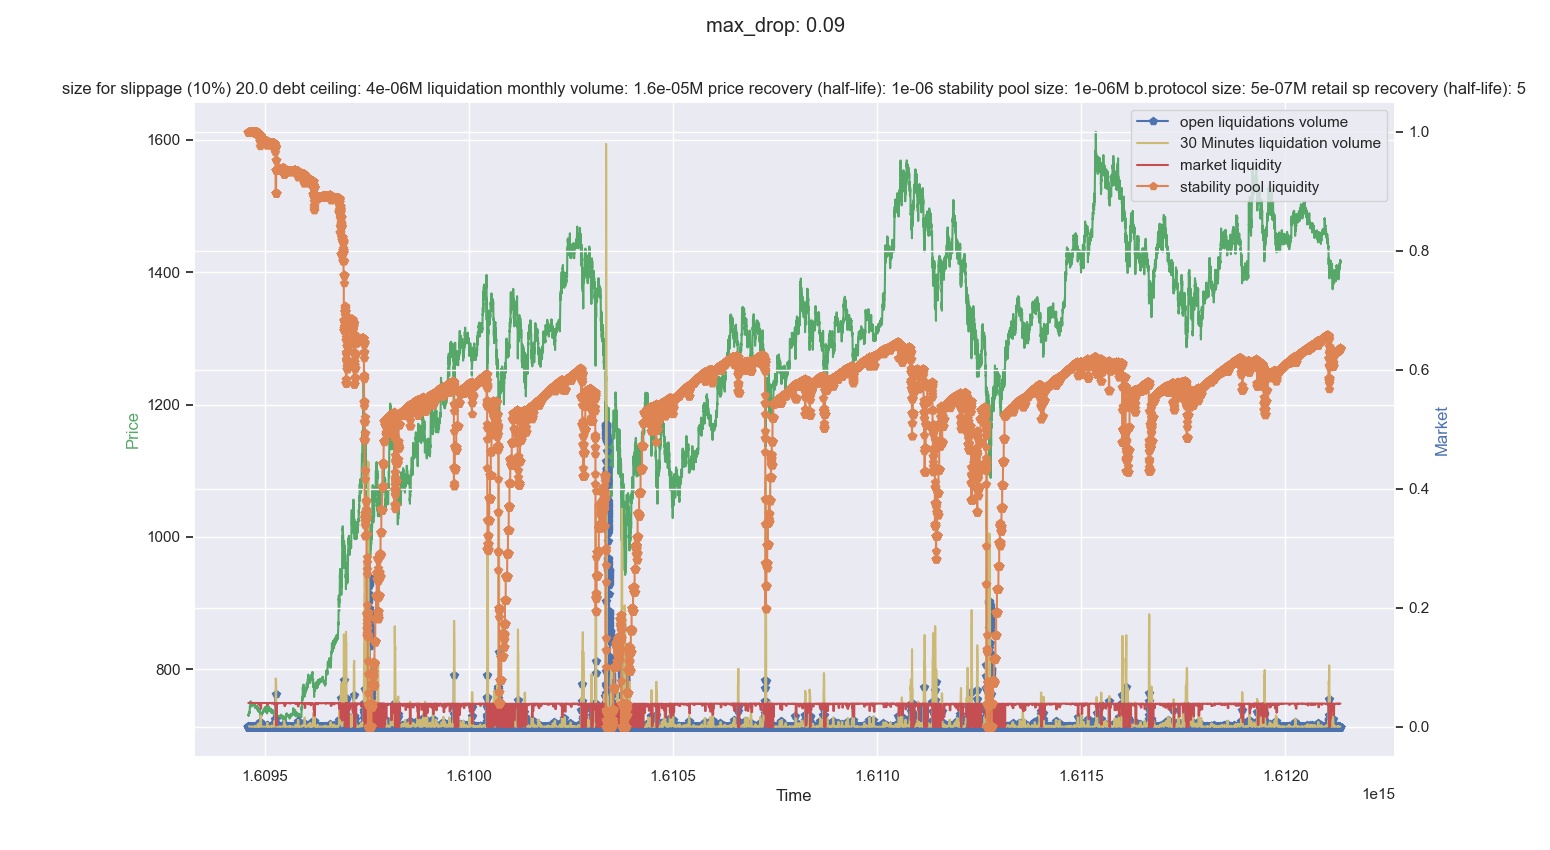 max_drop: 0.09
size for slippage (10%) 20.0 debt ceiling: 4e-06M liquidation monthly volume: 1.6e-05M price recovery (half-life): 1e-06 stability pool size: 1e-06M b.protocol size: 5e-07M retail sp recovery (half-life): 5
open liquidations volume
30 Minutes liquidation volume
market liquidity
stability pool liquidity
1600
1400
1200
1000
800
Price
1.0
0.8
0.6
0.4
0.2
0.0
Market
1.6095 1.6100 1.6105 1.6110 1.6115 1.6120
Time
1e15